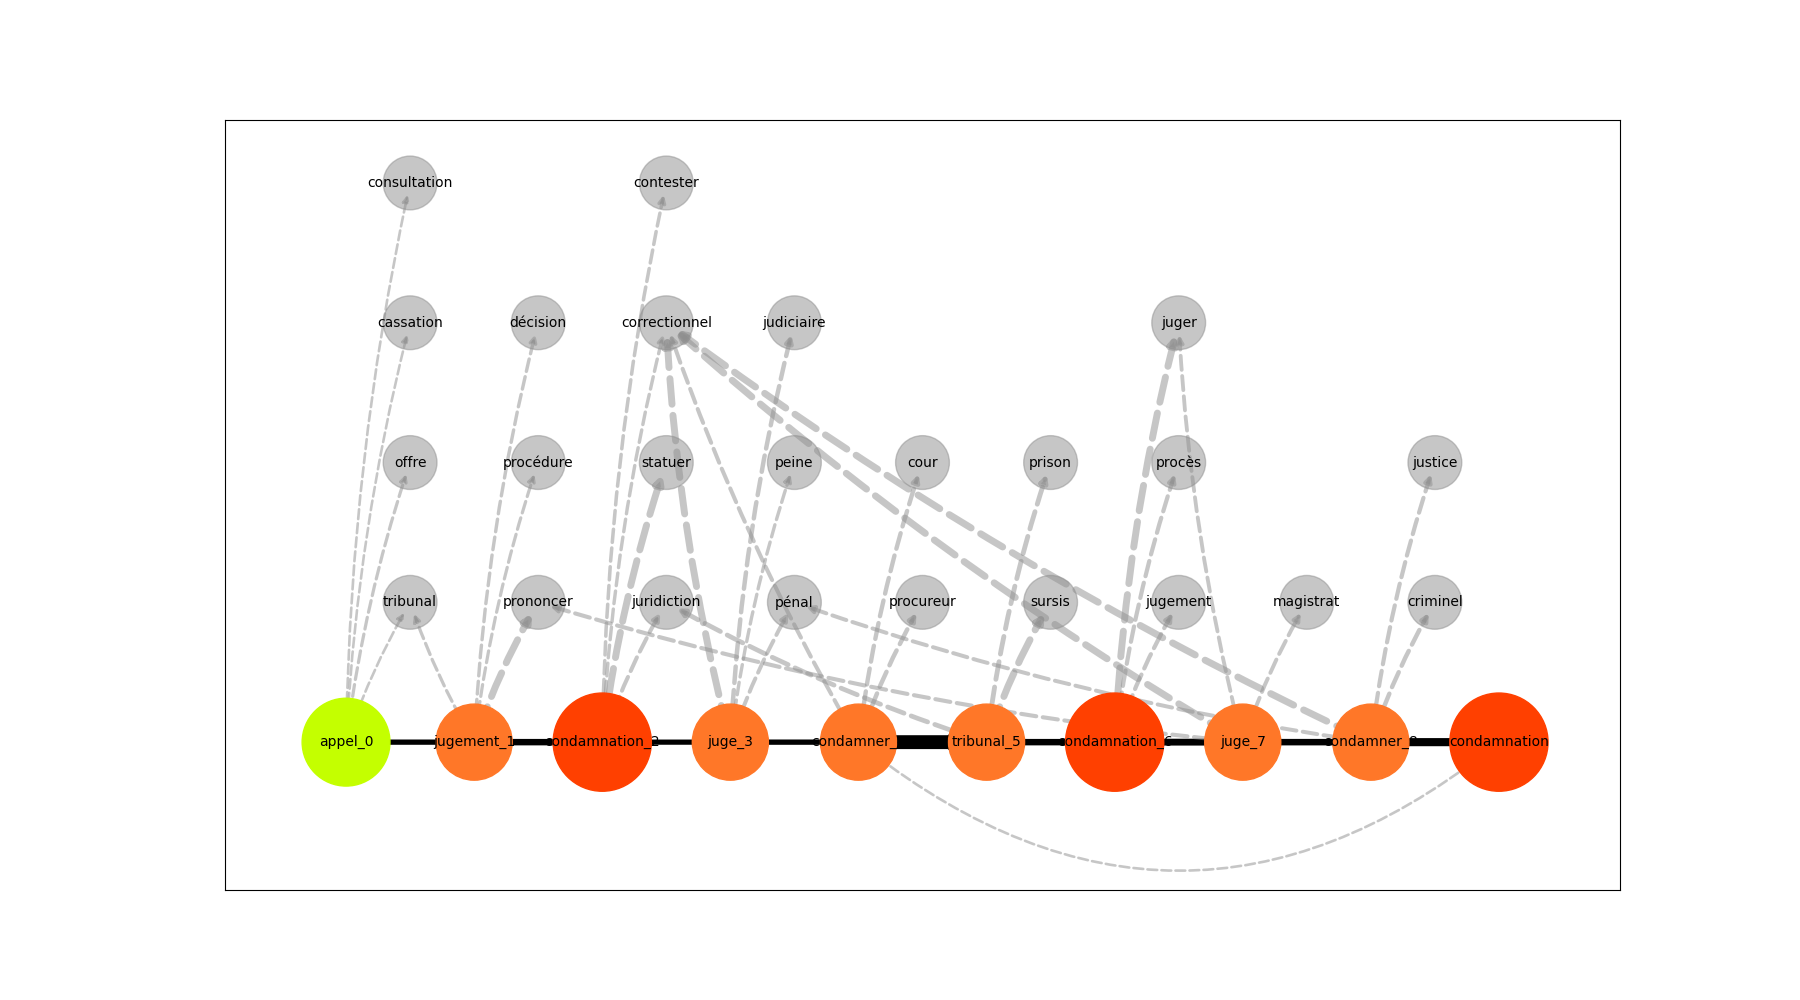 consultation contester
cassation décision correctionnel judiciaire juger
offre procédure statuer peine cour prison procès justice
tribunal prononcer juridiction pénal procureur sursis jugement magistrat criminel
appel_0 jugement_1 condamnation_2 juge_3 condamner_ tribunal_5 condamnation_6 juge_7 condamner_8 condamnation